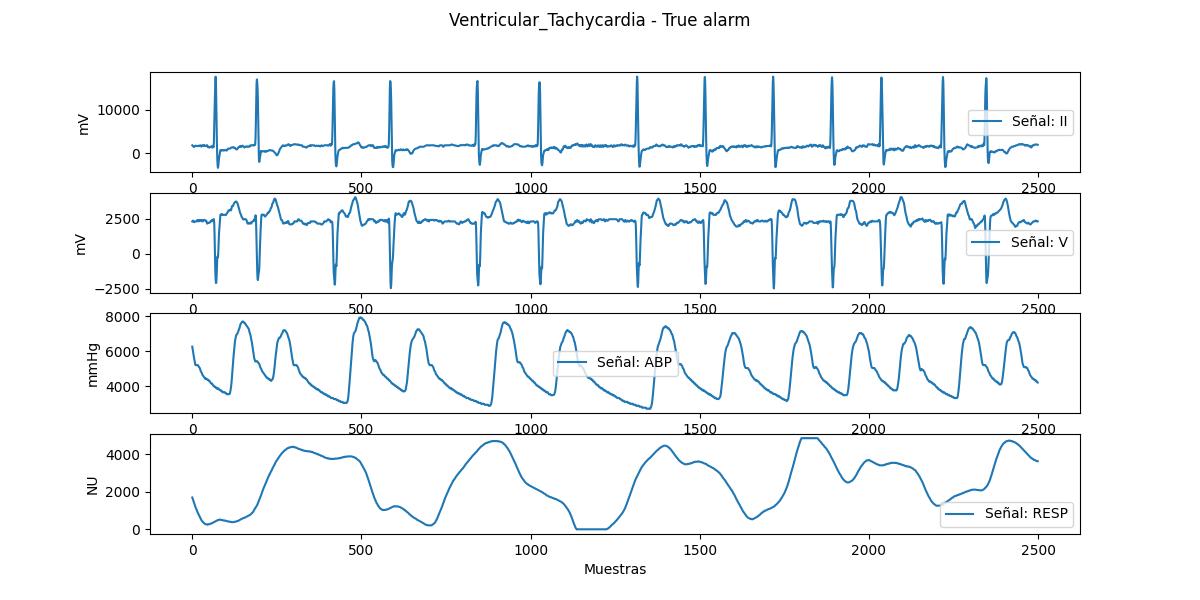 Ventricular_Tachycardia - True alarm
10000
0
mV
Señal: II
0 500 1000 1500 2000 2500
2500
0
−2500
mV
Señal: V
0 500 1000 1500 2000 2500
8000
6000
4000
mmHg
Señal: ABP
0 500 1000 1500 2000 2500
4000
2000
0
NU
Señal: RESP
0 500 1000 1500 2000 2500
Muestras